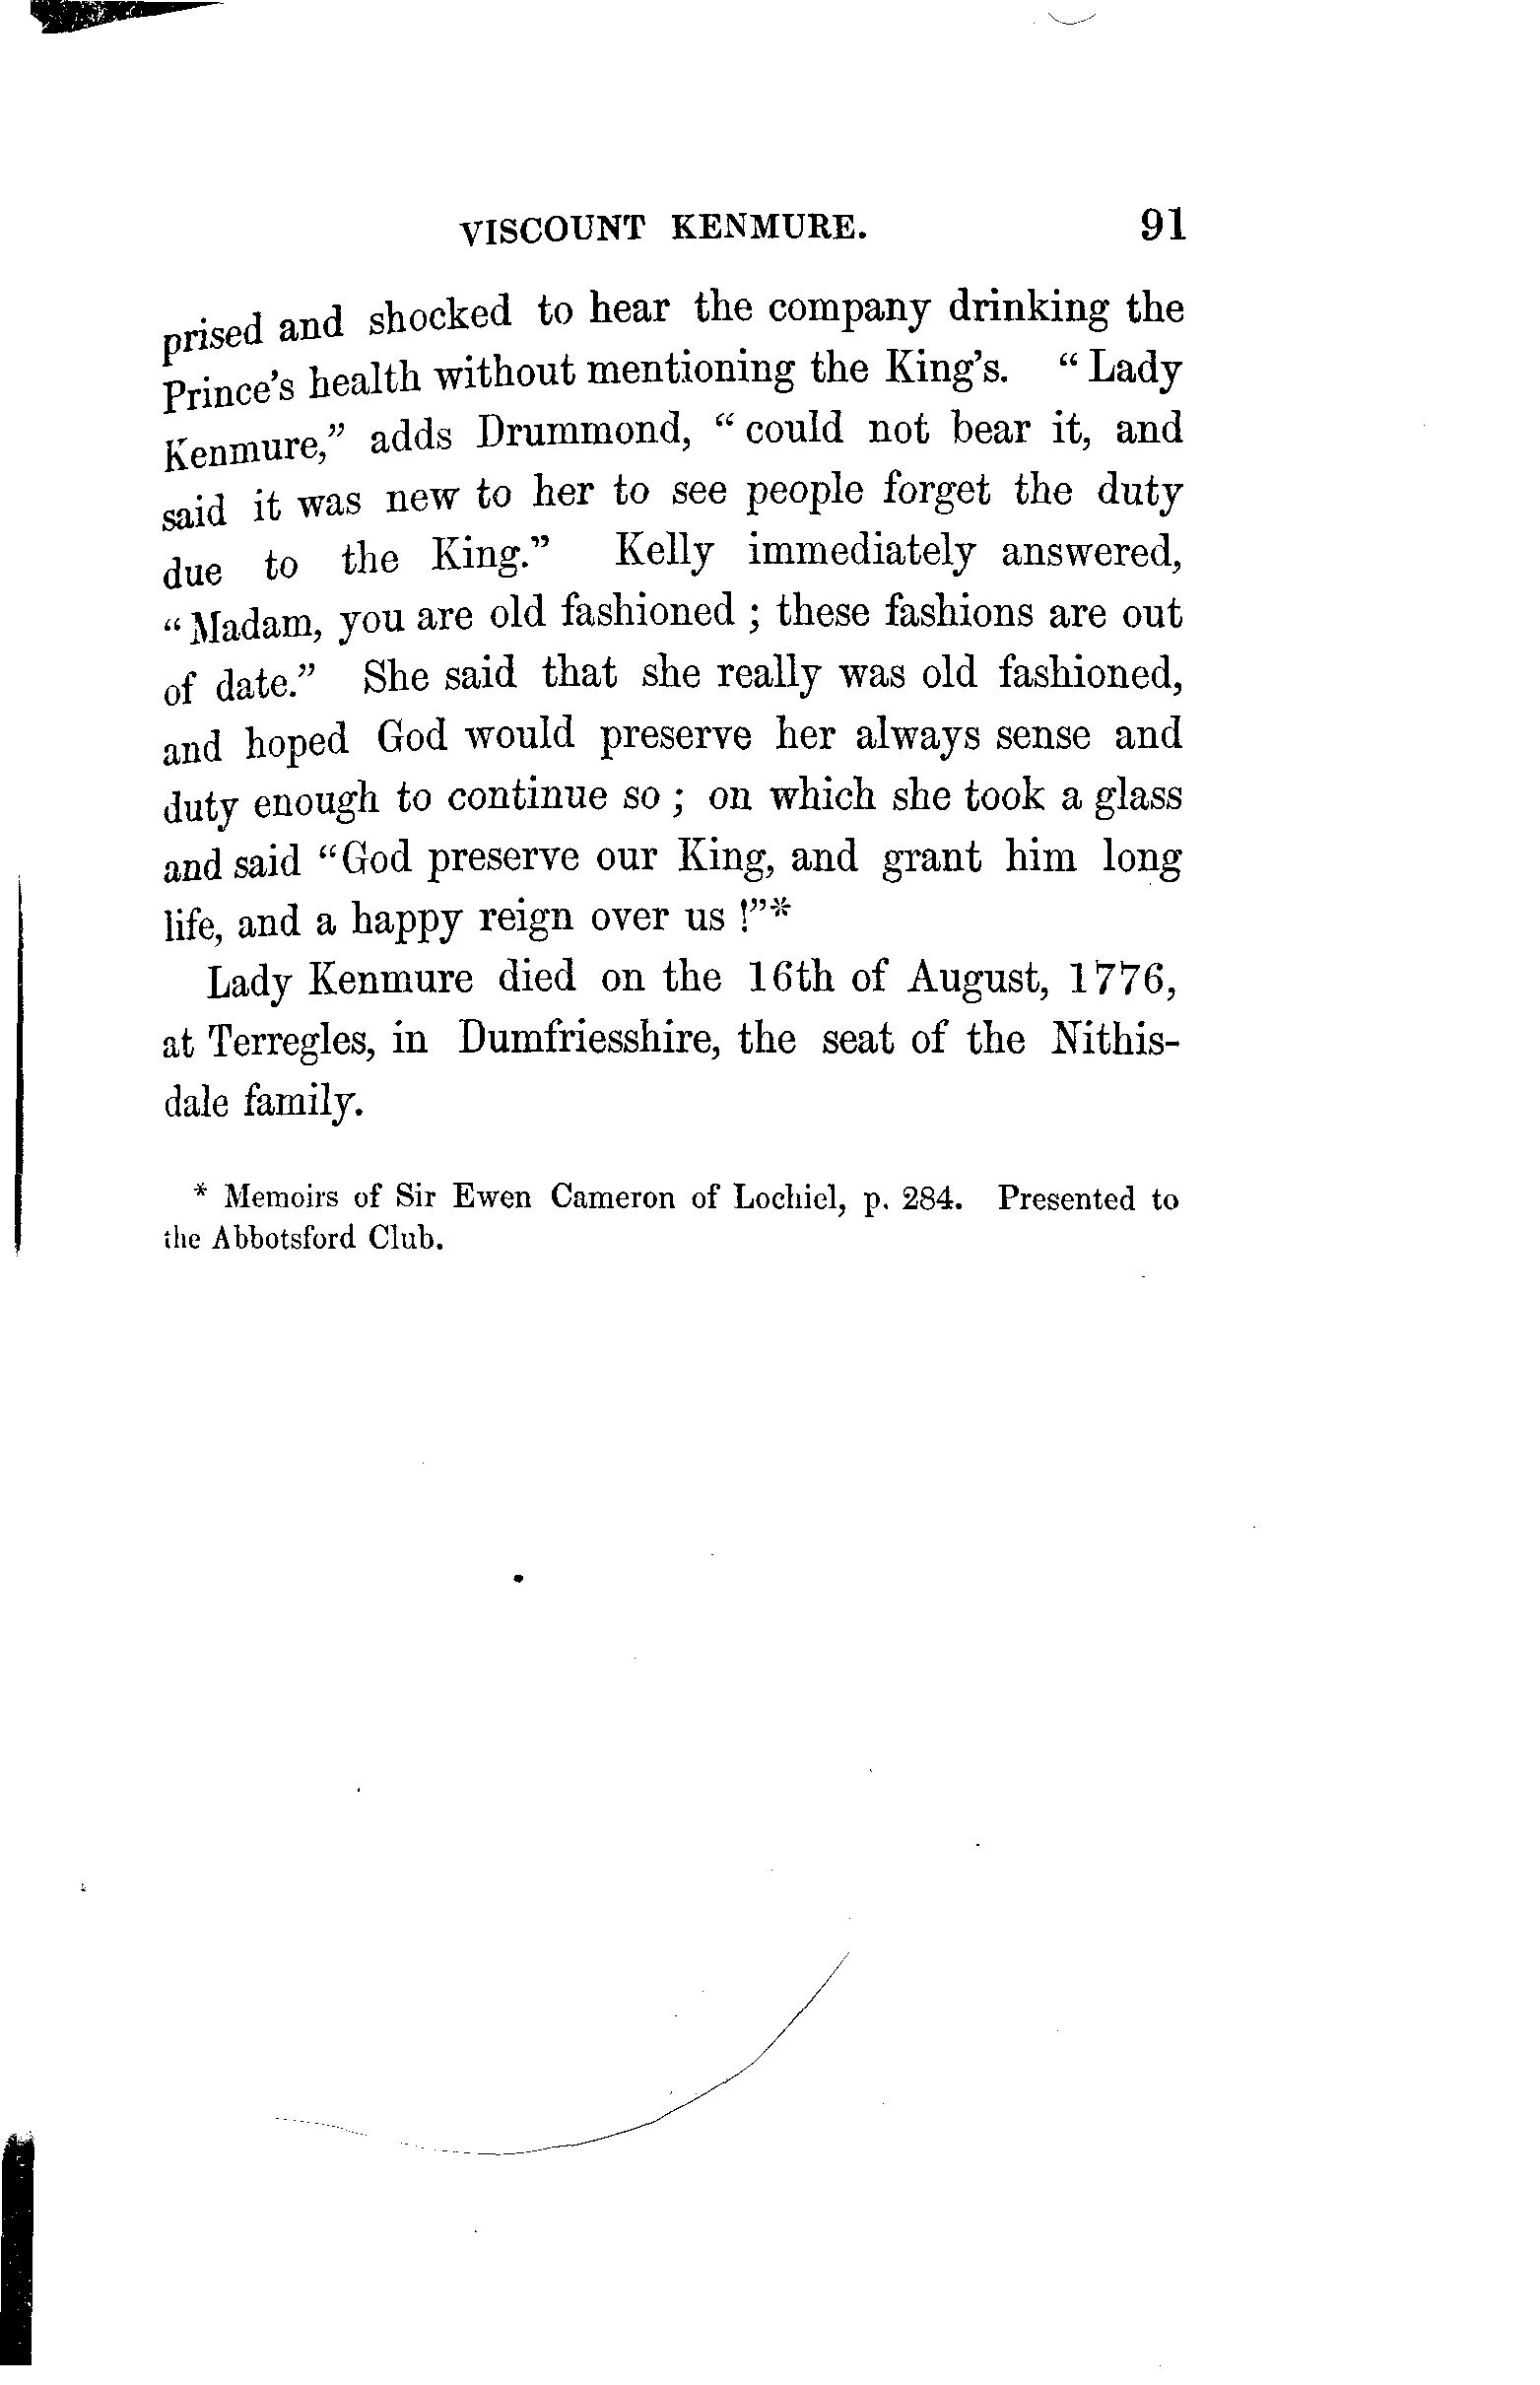 VISCOUNT KENMURE. 91
prised and shocked to hear the company drinking the
Prince's health without mentioning the King's. " Lady
Kenmure," adds Drummond, " could not bear it, and
said it was new to her to see people forget the duty
due to the King." Kelly immediately answered,
" Madam, you are old fashioned ; these fashions are out
of date." She said that she really was old fashioned,
and hoped God would preserve her always sense and
duty enough to continue so ; on which she took a glass
and said "God preserve our King, and grant him long
life, and a happy reign over us !"*
Lady Kenmure died on the 16th of August, 1776,
at Terregles, in Dumfriesshire, the seat of the Nithis-
dale family.
* Memoirs of Sir Ewen Cameron of Lochiel, p. 284. Presented to
the Abbotsford Club.